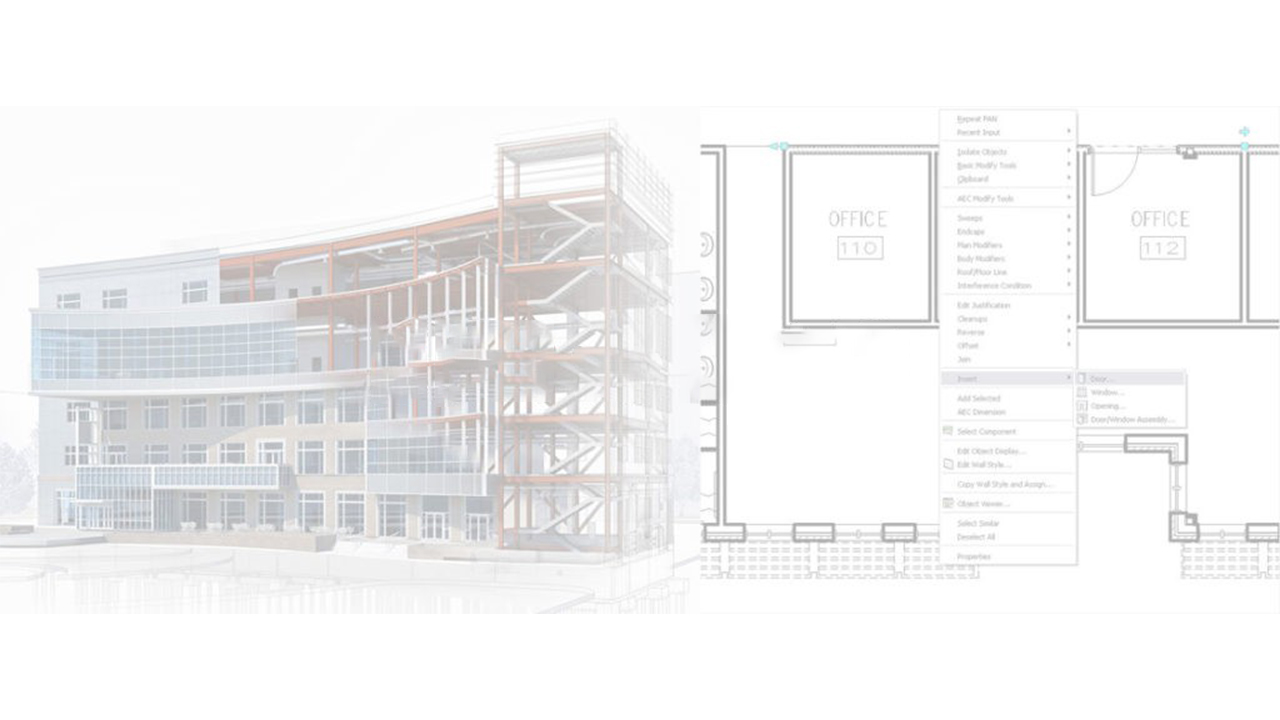 OFFICE
110
OFFICE
112
Repeat PAN
Recent Input
Isolate Objects
Basic Modify Tools
Clipboard
AEC Modify Tools
Sweeps
Endcaps
Plan Modifiers
Body Modifiers
Roof/Floor Line
Interference Condition
Edit Justification
Cleanups
Reverse
Offset
Join
Insert
Door...
Window...
Opening...
Door/Window Assembly...
Add Selected
AEC Dimension
Select Component
Edit Object Display...
Edit Wall Style...
Copy Wall Style and Assign...
Object Viewer...
Select Similar
Deselect All
Properties